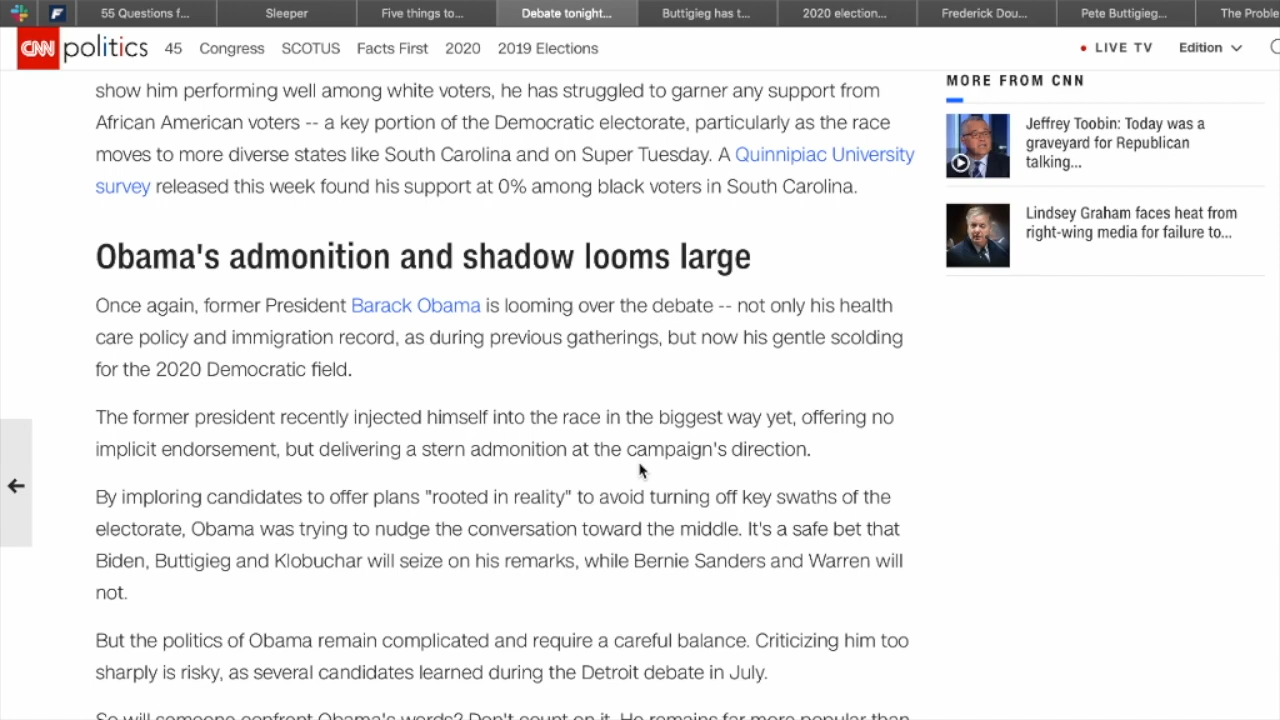 55 Questions f...
Sleeper
Five things to...
Debate tonight...
Buttigieg has t...
2020 election...
Frederick Dou...
Pete Buttigieg...
The Proble
CNN politics 45 Congress SCOTUS Facts First 2020 2019 Elections
LIVE TV Edition
show him performing well among white voters, he has struggled to garner any support from
African American voters -- a key portion of the Democratic electorate, particularly as the race
moves to more diverse states like South Carolina and on Super Tuesday. A Quinnipiac University
survey released this week found his support at 0% among black voters in South Carolina.
Obama's admonition and shadow looms large
Once again, former President Barack Obama is looming over the debate -- not only his health
care policy and immigration record, as during previous gatherings, but now his gentle scolding
for the 2020 Democratic field.
The former president recently injected himself into the race in the biggest way yet, offering no
implicit endorsement, but delivering a stern admonition at the campaign's direction.
By imploring candidates to offer plans "rooted in reality" to avoid turning off key swaths of the
electorate, Obama was trying to nudge the conversation toward the middle. It's a safe bet that
Biden, Buttigieg and Klobuchar will seize on his remarks, while Bernie Sanders and Warren will
not.
But the politics of Obama remain complicated and require a careful balance. Criticizing him too
sharply is risky, as several candidates learned during the Detroit debate in July.
So will someone confront Obama's words? Don't count on it. He remains far more popular than
MORE FROM CNN
Jeffrey Toobin: Today was a
graveyard for Republican
talking...
Lindsey Graham faces heat from
right-wing media for failure to...